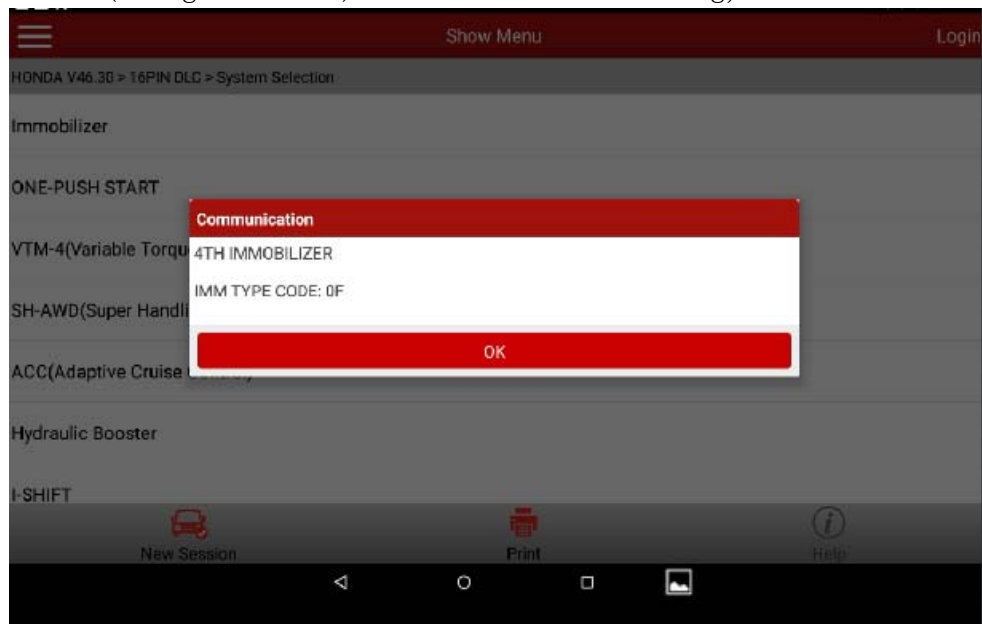 Show Menu
Login
HONDA V46.30 > 16PIN DLC > System Selection
Immobilizer
ONE-PUSH START
Communication
VTM-4(Variable Torqu
4TH IMMOBILIZER
IMM TYPE CODE: 0F
SH-AWD(Super Handli
OK
ACC(Adaptive Cruise
Hydraulic Booster
I-SHIFT
New Session
Print
Help